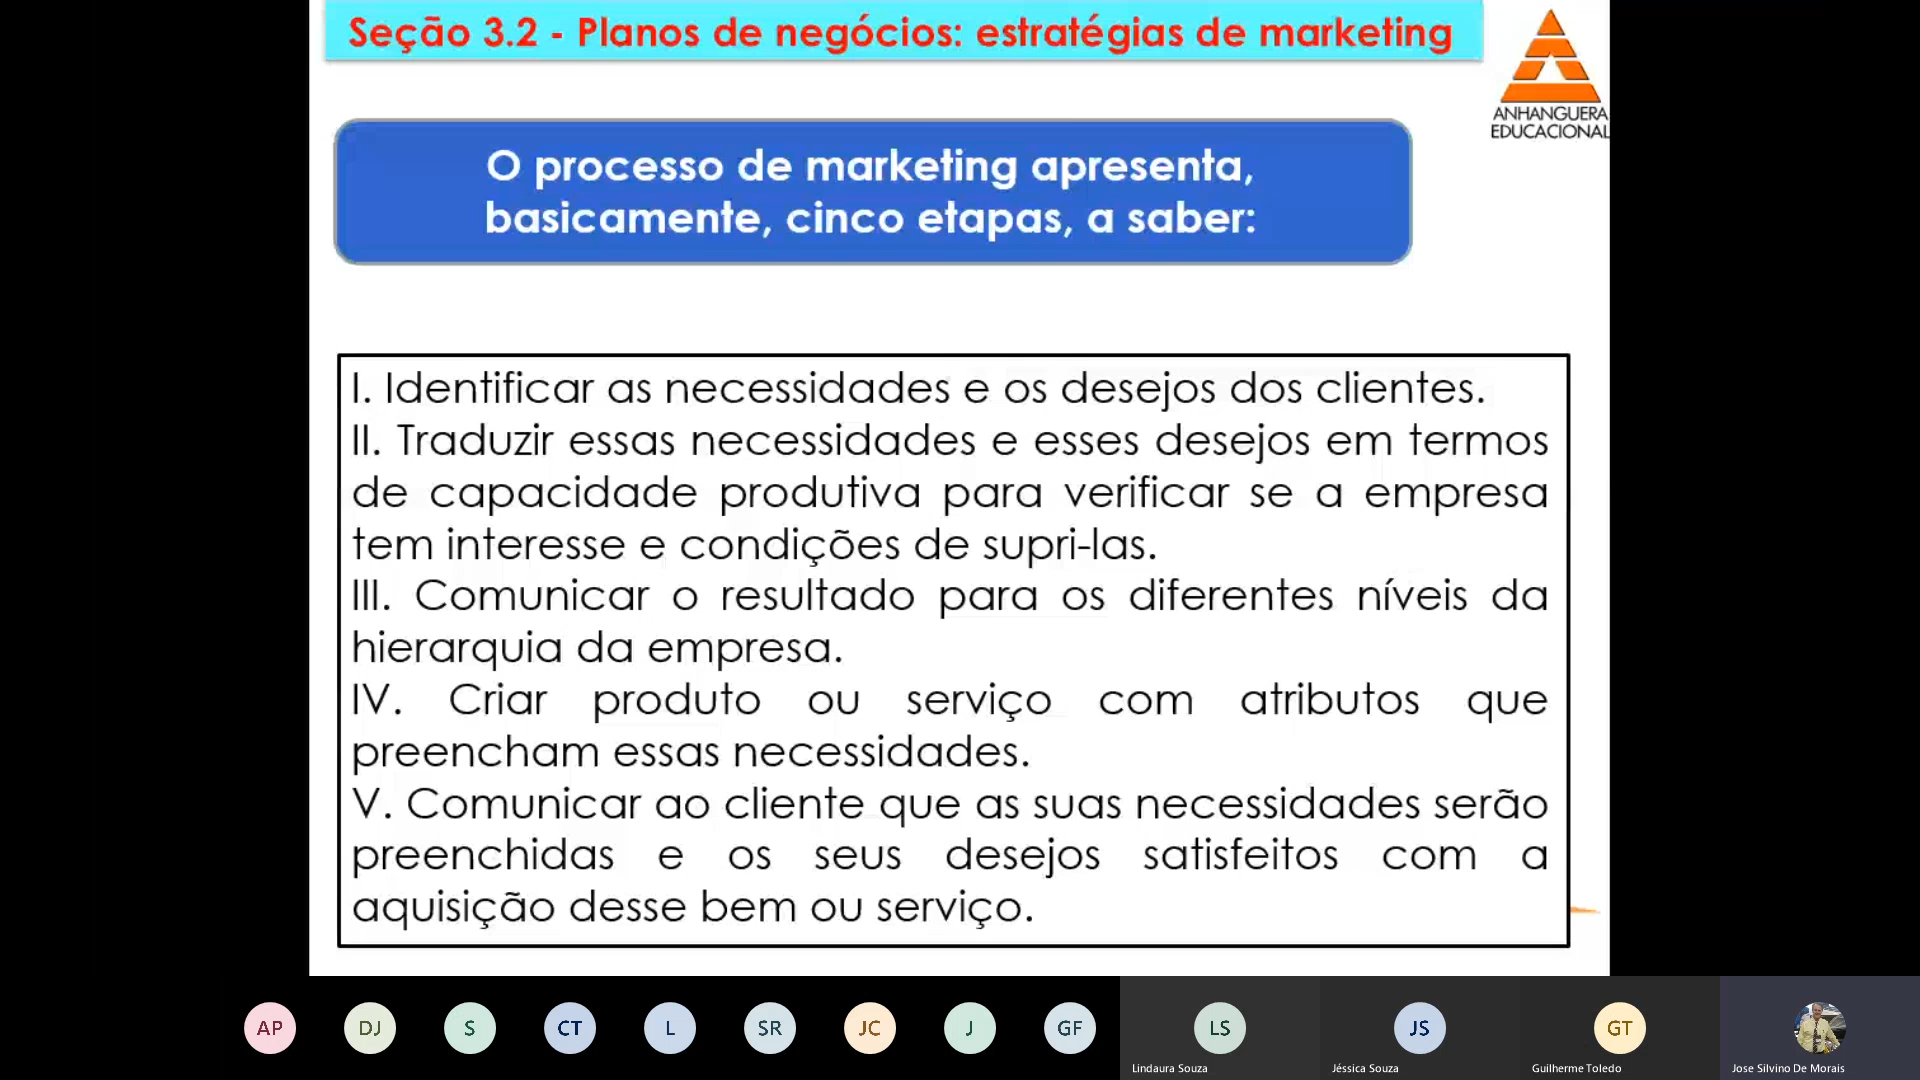 Seção 3.2 - Planos de negócios: estratégias de marketing
ANHANGUERA
EDUCACIONAL
O processo de marketing apresenta,
basicamente, cinco etapas, a saber:
I. Identificar as necessidades e os desejos dos clientes.
II. Traduzir essas necessidades e esses desejos em termos
de capacidade produtiva para verificar se a empresa
tem interesse e condições de supri-las.
III. Comunicar o resultado para os diferentes níveis da
hierarquia da empresa.
IV. Criar produto ou serviço com atributos que
preencham essas necessidades.
V. Comunicar ao cliente que as suas necessidades serão
preenchidas e os seus desejos satisfeitos com a
aquisição desse bem ou serviço.
AP DJ S CT L SR JC J GF LS JS GT
Lindaura Souza Jéssica Souza Guilherme Toledo Jose Silvino De Morais